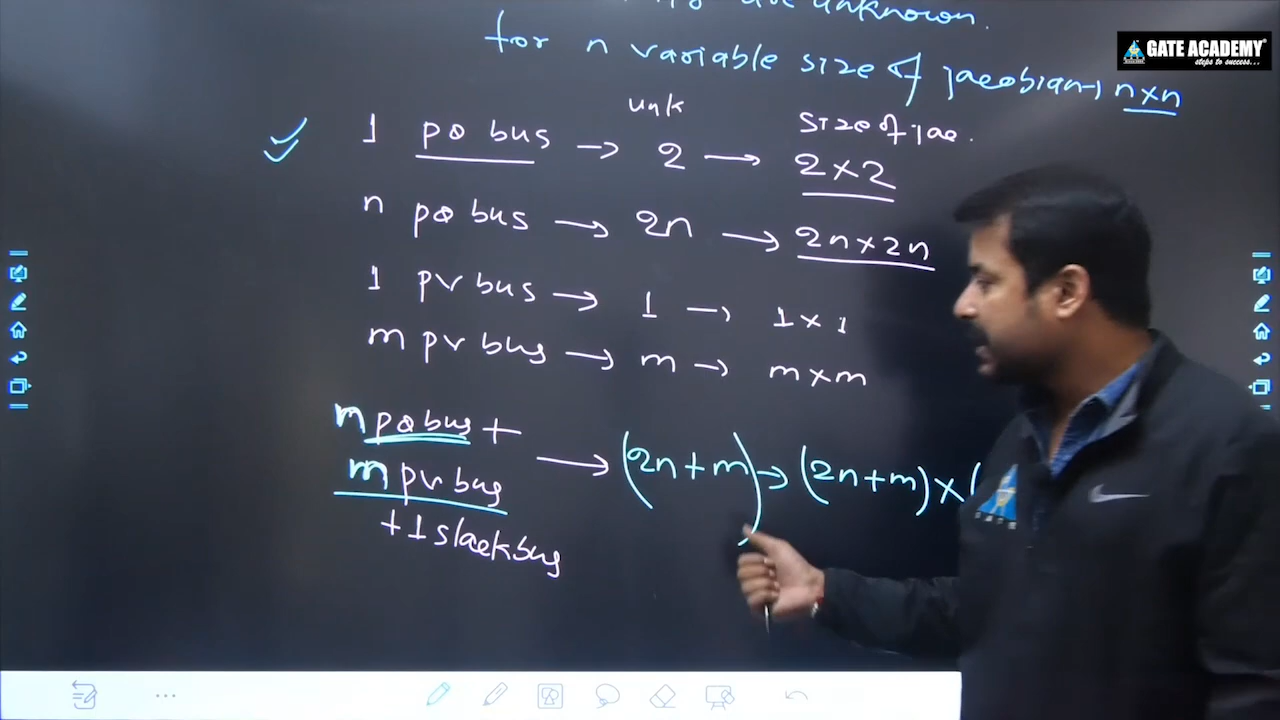 are unknown.
for n variable size of jacobian → n×n
GATE ACADEMY®
steps to success...
unk size of jac.
1 pq bus → 2 → 2×2
n pq bus → 2n → 2n×2n
1 pv bus → 1 → 1×1
m pv bus → m → m×m
m pq bus +
m pv bus → (2n+m) → (2n+m)×(
+1 slack bus